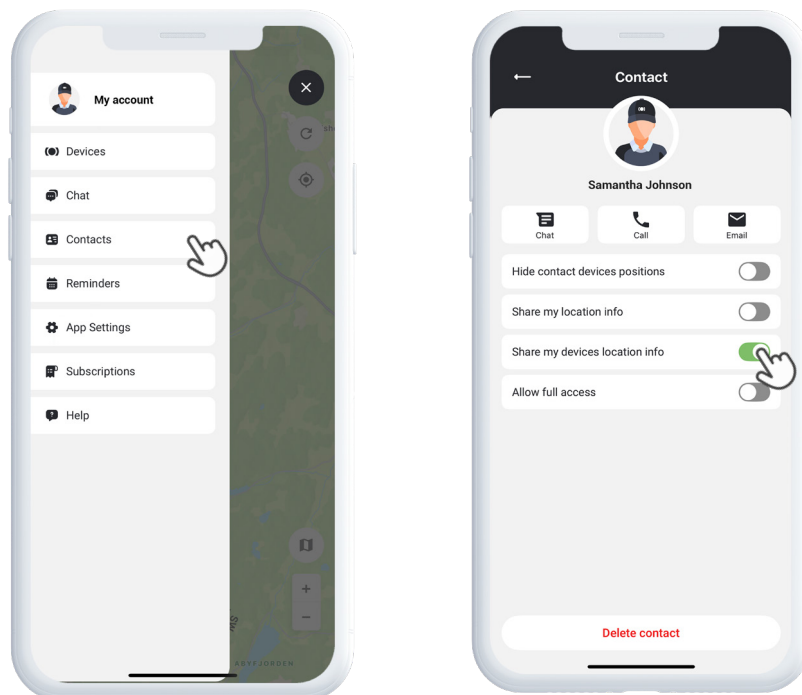 My account
Devices
Chat
Contacts
Reminders
App Settings
Subscriptions
Help
+
−
ÅBYFJORDEN
Contact
Samantha Johnson
Chat
Call
Email
Hide contact devices positions
Share my location info
Share my devices location info
Allow full access
Delete contact